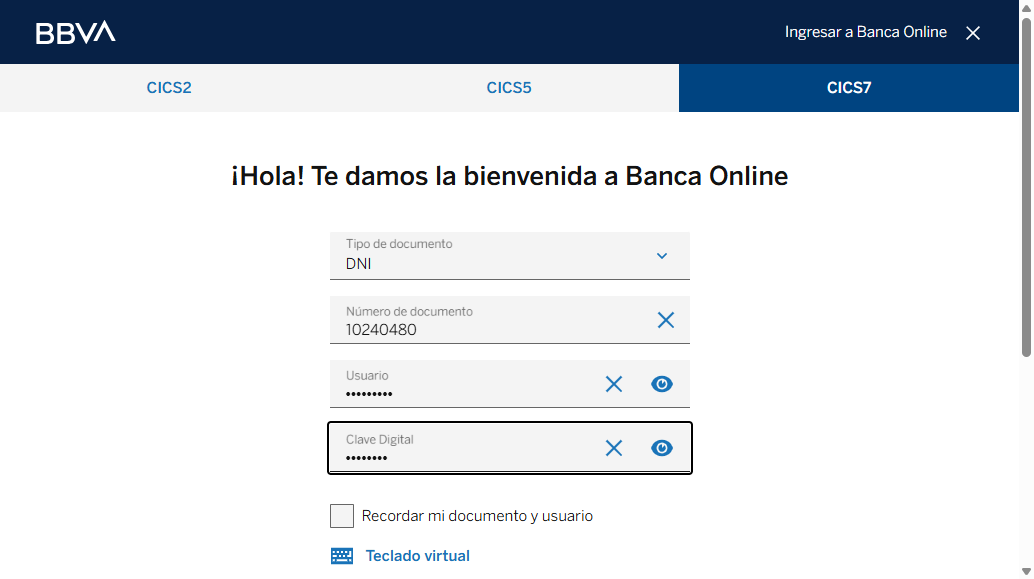 BBVA
Ingresar a Banca Online
CICS2
CICS5
CICS7
¡Hola! Te damos la bienvenida a Banca Online
Tipo de documento
DNI
Número de documento
10240480
Usuario
•••••••••
Clave Digital
••••••••
Recordar mi documento y usuario
Teclado virtual